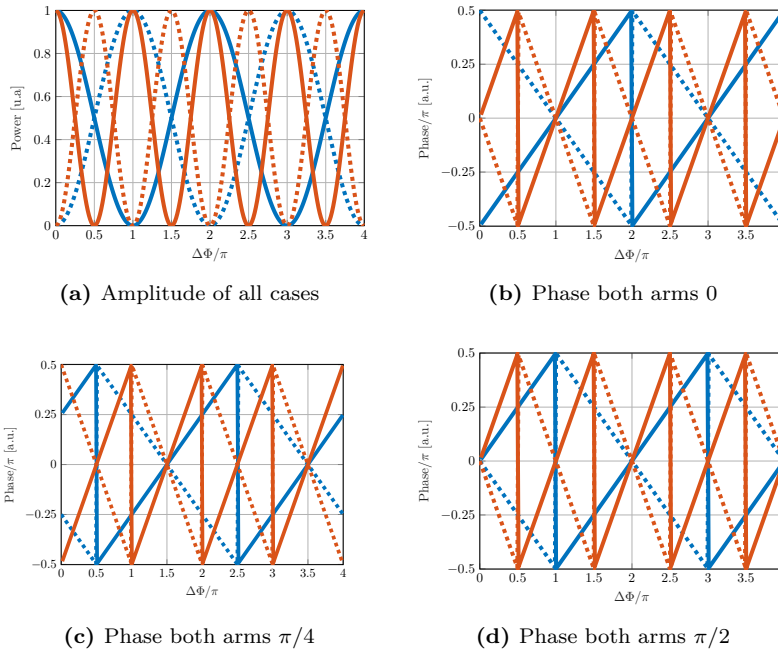 1
0.8
0.6
0.4
0.2
0
Power [u.a]
0 0.5 1 1.5 2 2.5 3 3.5 4
ΔΦ/π
(a) Amplitude of all cases
0.5
0.25
0
−0.25
−0.5
Phase/π [a.u.]
0 0.5 1 1.5 2 2.5 3 3.5
ΔΦ/π
(b) Phase both arms 0
0.5
0.25
0
−0.25
−0.5
Phase/π [a.u.]
0 0.5 1 1.5 2 2.5 3 3.5 4
ΔΦ/π
(c) Phase both arms π/4
0.5
0.25
0
−0.25
−0.5
Phase/π [a.u.]
0 0.5 1 1.5 2 2.5 3 3.5
ΔΦ/π
(d) Phase both arms π/2